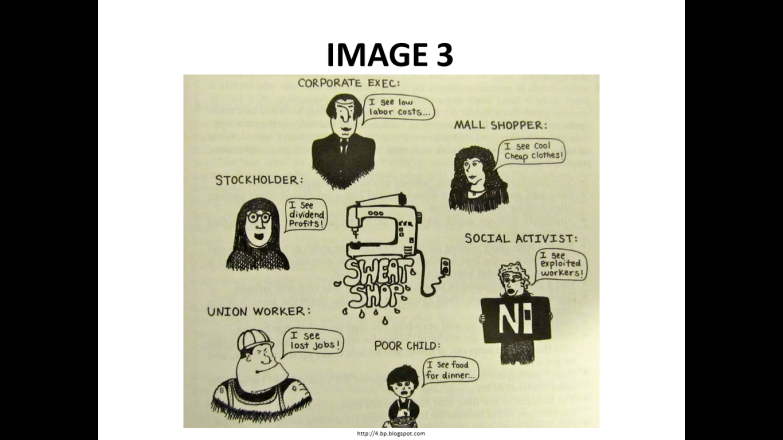 IMAGE 3
CORPORATE EXEC:
I see low
labor costs...
MALL SHOPPER:
I see cool
Cheap clothes!
STOCKHOLDER:
I see
dividend
Profits!
SOCIAL ACTIVIST:
I see
exploited
workers!
SWEAT
SHOP
NI
UNION WORKER:
I see
lost jobs!
POOR CHILD:
I see food
for dinner...
http://4.bp.blogspot.com